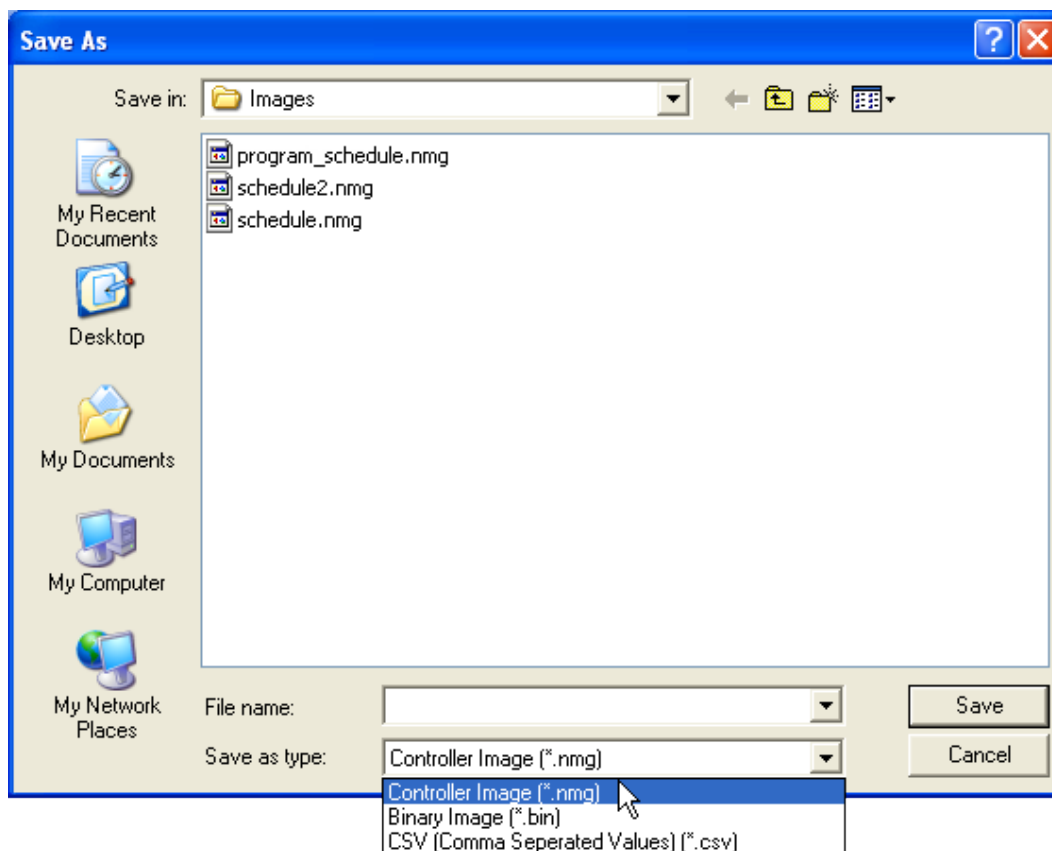 Save As
Save in:
Images
program_schedule.nmg
schedule2.nmg
schedule.nmg
My Recent
Documents
Desktop
My Documents
My Computer
My Network
Places
File name:
Save
Save as type:
Controller Image (*.nmg)
Cancel
Controller Image (*.nmg)
Binary Image (*.bin)
CSV (Comma Seperated Values) (*.csv)